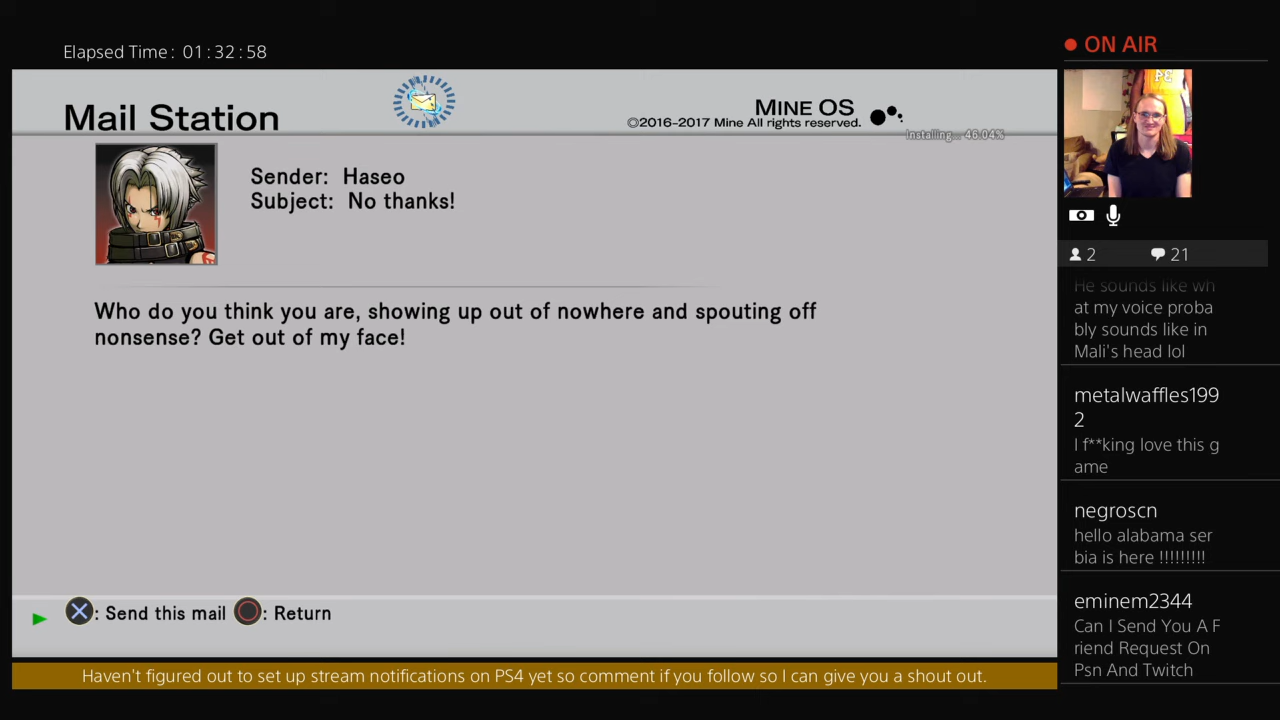 Elapsed Time: 01:32:58
ON AIR
Mail Station
MINE OS
©2016-2017 Mine All rights reserved.
Installing... 46.04%
Sender: Haseo
Subject: No thanks!
Who do you think you are, showing up out of nowhere and spouting off
nonsense? Get out of my face!
: Send this mail : Return
Haven't figured out to set up stream notifications on PS4 yet so comment if you follow so I can give you a shout out.
2 21
He sounds like wh
at my voice proba
bly sounds like in
Mali's head lol
metalwaffles199
2
I f**king love this g
ame
negroscn
hello alabama ser
bia is here !!!!!!!!!
eminem2344
Can I Send You A F
riend Request On
Psn And Twitch